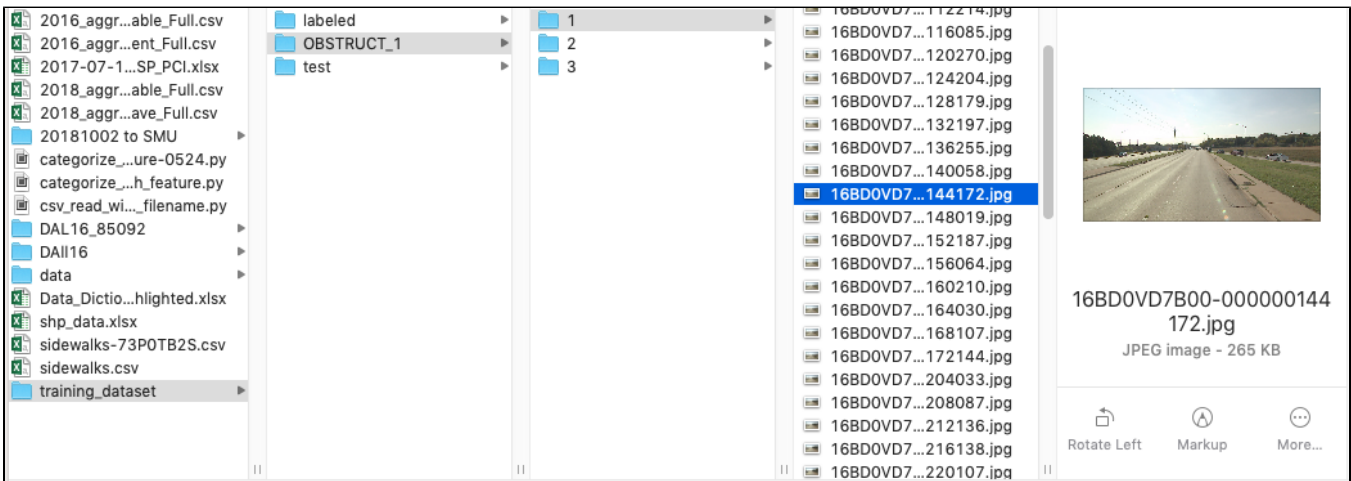 2016_aggr...able_Full.csv
2016_aggr...ent_Full.csv
2017-07-1...SP_PCI.xlsx
2018_aggr...able_Full.csv
2018_aggr...ave_Full.csv
20181002 to SMU
categorize_...ure-0524.py
categorize_...h_feature.py
csv_read_wi..._filename.py
DAL16_85092
DAll16
data
Data_Dictio...hlighted.xlsx
shp_data.xlsx
sidewalks-73P0TB2S.csv
sidewalks.csv
training_dataset
labeled
OBSTRUCT_1
test
1
2
3
16BD0VD7...112214.jpg
16BD0VD7...116085.jpg
16BD0VD7...120270.jpg
16BD0VD7...124204.jpg
16BD0VD7...128179.jpg
16BD0VD7...132197.jpg
16BD0VD7...136255.jpg
16BD0VD7...140058.jpg
16BD0VD7...144172.jpg
16BD0VD7...148019.jpg
16BD0VD7...152187.jpg
16BD0VD7...156064.jpg
16BD0VD7...160210.jpg
16BD0VD7...164030.jpg
16BD0VD7...168107.jpg
16BD0VD7...172144.jpg
16BD0VD7...204033.jpg
16BD0VD7...208087.jpg
16BD0VD7...212136.jpg
16BD0VD7...216138.jpg
16BD0VD7...220107.jpg
16BD0VD7B00-000000144
172.jpg
JPEG image - 265 KB
Rotate Left
Markup
More...